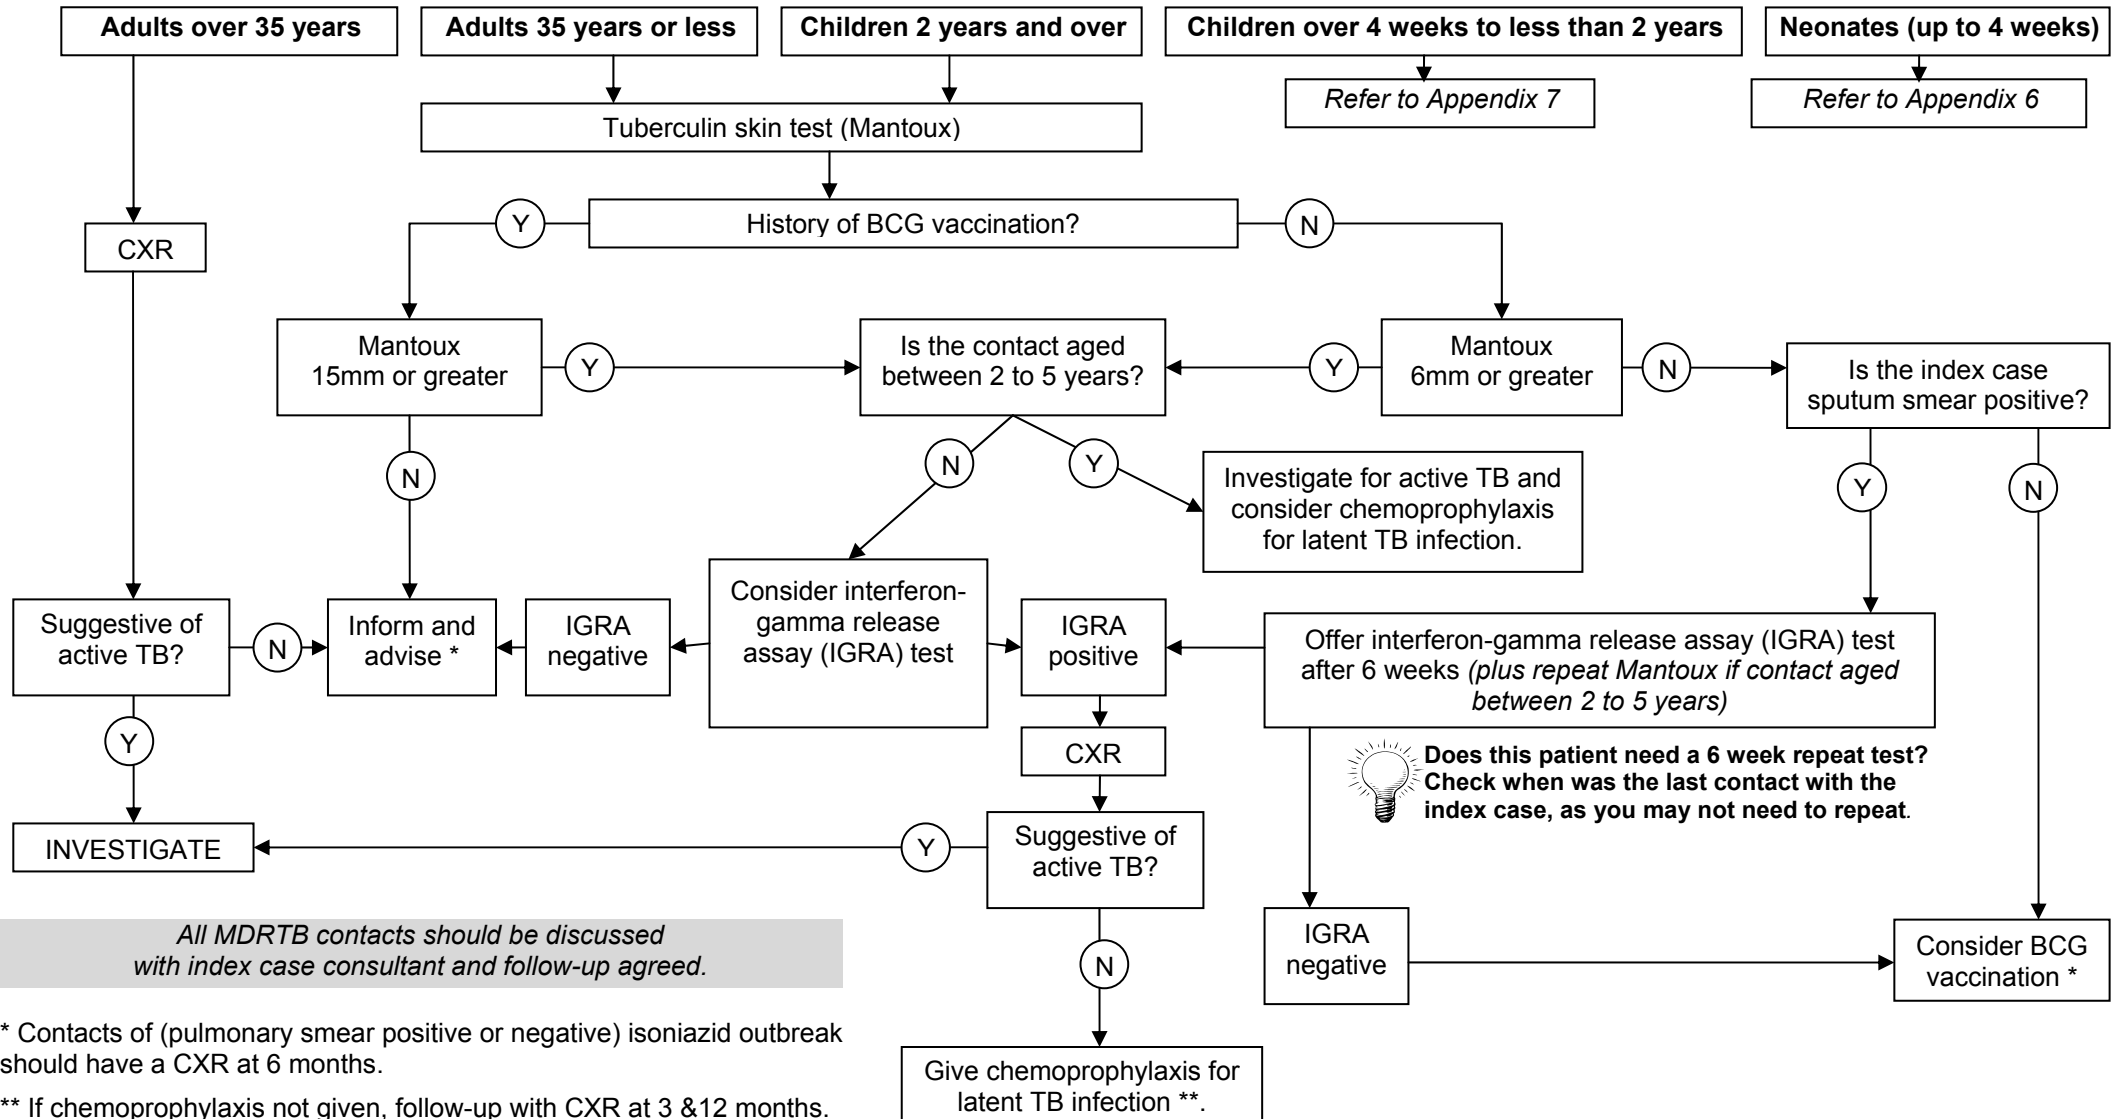 Adults over 35 years
Adults 35 years or less
Children 2 years and over
Children over 4 weeks to less than 2 years
Neonates (up to 4 weeks)
Refer to Appendix 7
Refer to Appendix 6
Tuberculin skin test (Mantoux)
Y
History of BCG vaccination?
N
CXR
Mantoux
15mm or greater
Y
Is the contact aged
between 2 to 5 years?
Y
Mantoux
6mm or greater
N
Is the index case
sputum smear positive?
N
N
Y
Investigate for active TB and
consider chemoprophylaxis
for latent TB infection.
Y
N
Suggestive of
active TB?
N
Inform and
advise *
IGRA
negative
Consider interferon-
gamma release
assay (IGRA) test
IGRA
positive
Offer interferon-gamma release assay (IGRA) test
after 6 weeks (plus repeat Mantoux if contact aged
between 2 to 5 years)
Y
CXR
Does this patient need a 6 week repeat test?
Check when was the last contact with the
index case, as you may not need to repeat.
INVESTIGATE
Y
Suggestive of
active TB?
All MDRTB contacts should be discussed
with index case consultant and follow-up agreed.
N
IGRA
negative
Consider BCG
vaccination *
* Contacts of (pulmonary smear positive or negative) isoniazid outbreak
should have a CXR at 6 months.
** If chemoprophylaxis not given, follow-up with CXR at 3 &12 months.
Give chemoprophylaxis for
latent TB infection **.